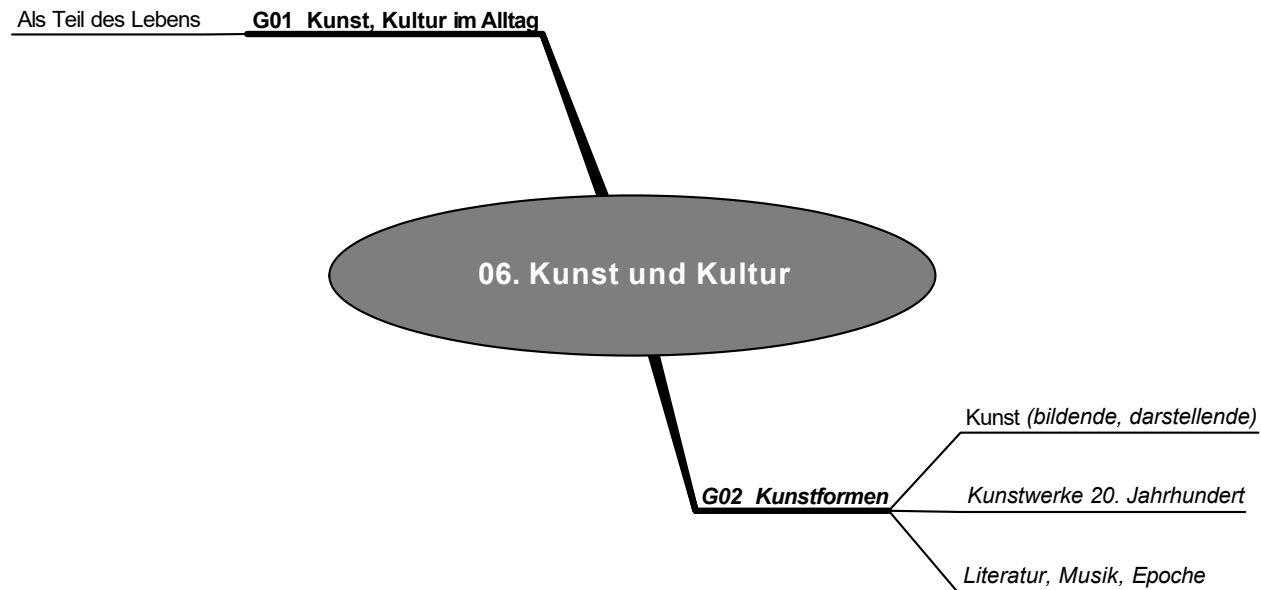 Als Teil des Lebens
G01 Kunst, Kultur im Alltag
06. Kunst und Kultur
Kunst (bildende, darstellende)
G02 Kunstformen
Kunstwerke 20. Jahrhundert
Literatur, Musik, Epoche